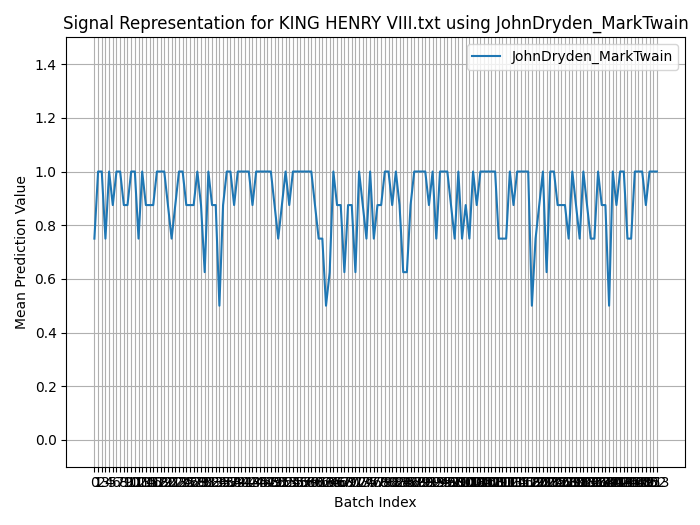 Signal Representation for KING HENRY VIII.txt using JohnDryden_MarkTwain
JohnDryden_MarkTwain
Mean Prediction Value
1.4
1.2
1.0
0.8
0.6
0.4
0.2
0.0
Batch Index